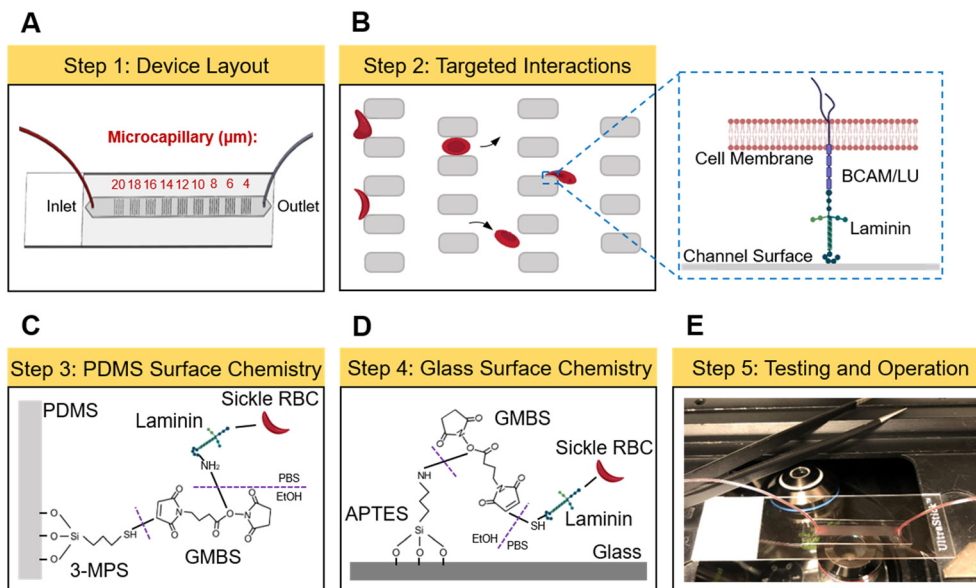 A
Step 1: Device Layout
Microcapillary (µm):
20 18 16 14 12 10 8 6 4
Inlet
Outlet
B
Step 2: Targeted Interactions
Cell Membrane
BCAM/LU
Laminin
Channel Surface
C
Step 3: PDMS Surface Chemistry
PDMS
Sickle RBC
Laminin
NH₂
PBS
EtOH
O
O
O
Si
SH
O
N
O
O
O
N
O
O
3-MPS
GMBS
D
Step 4: Glass Surface Chemistry
GMBS
O
N
O
O
O
Sickle RBC
NH
O
N
O
APTES
Si
EtOH
PBS
SH
Laminin
O
O
O
Glass
E
Step 5: Testing and Operation
UltraStick™